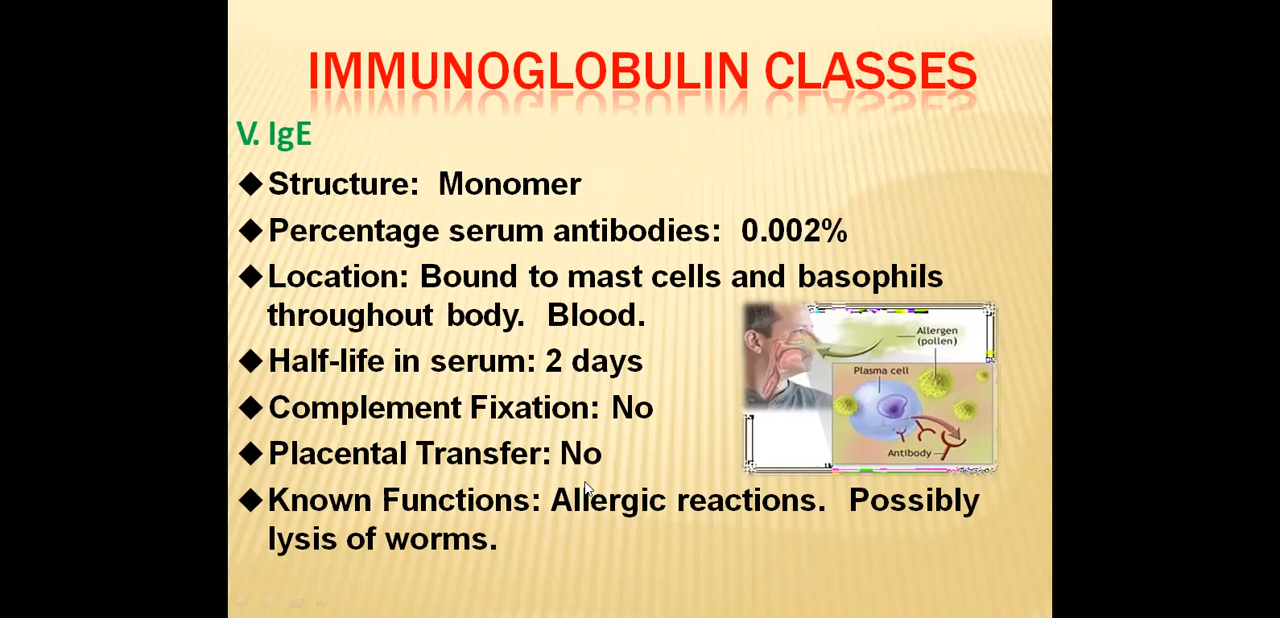 IMMUNOGLOBULIN CLASSES
V. IgE
◆Structure: Monomer
◆Percentage serum antibodies: 0.002%
◆Location: Bound to mast cells and basophils
throughout body. Blood.
Allergen
(pollen)
Plasma cell
Antibody
◆Half-life in serum: 2 days
◆Complement Fixation: No
◆Placental Transfer: No
◆Known Functions: Allergic reactions. Possibly
lysis of worms.